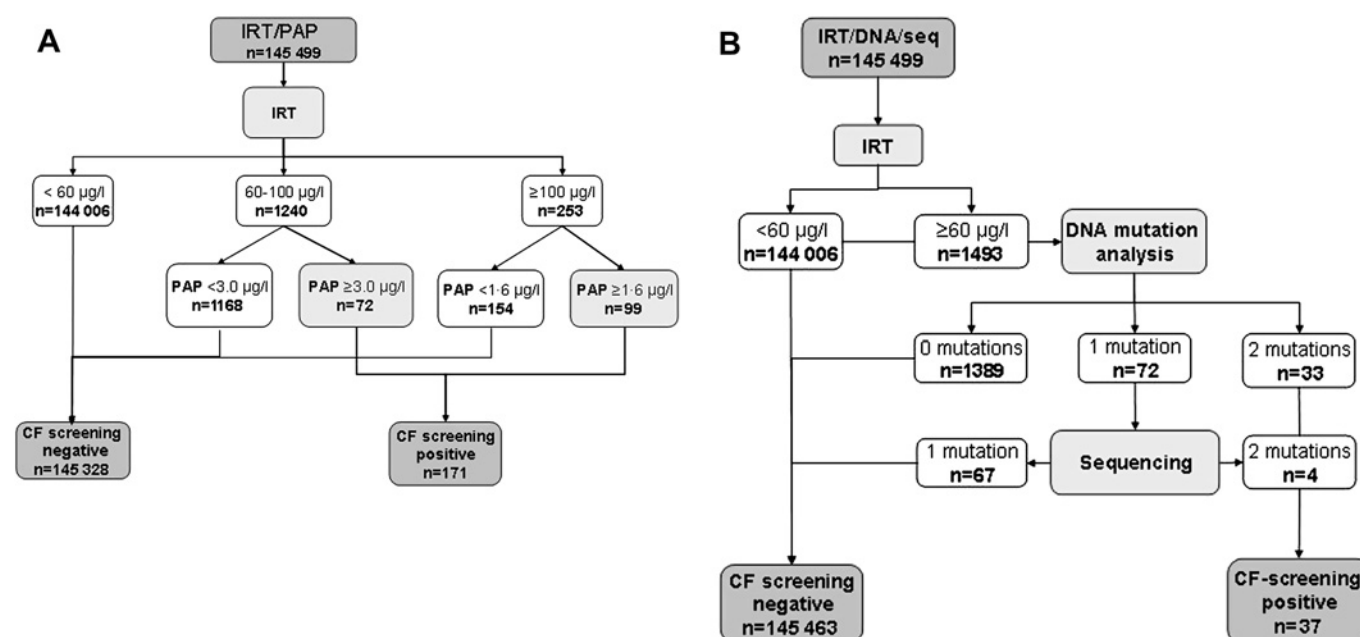 A
IRT/PAP
n=145 499
IRT
< 60 µg/l
n=144 006
60-100 µg/l
n=1240
≥100 µg/l
n=253
PAP <3.0 µg/l
n=1168
PAP ≥3.0 µg/l
n=72
PAP <1·6 µg/l
n=154
PAP ≥1·6 µg/l
n=99
CF screening
negative
n=145 328
CF screening
positive
n=171
B
IRT/DNA/seq
n=145 499
IRT
<60 µg/l
n=144 006
≥60 µg/l
n=1493
DNA mutation
analysis
0 mutations
n=1389
1 mutation
n=72
2 mutations
n=33
1 mutation
n=67
Sequencing
2 mutations
n=4
CF screening
negative
n=145 463
CF-screening
positive
n=37